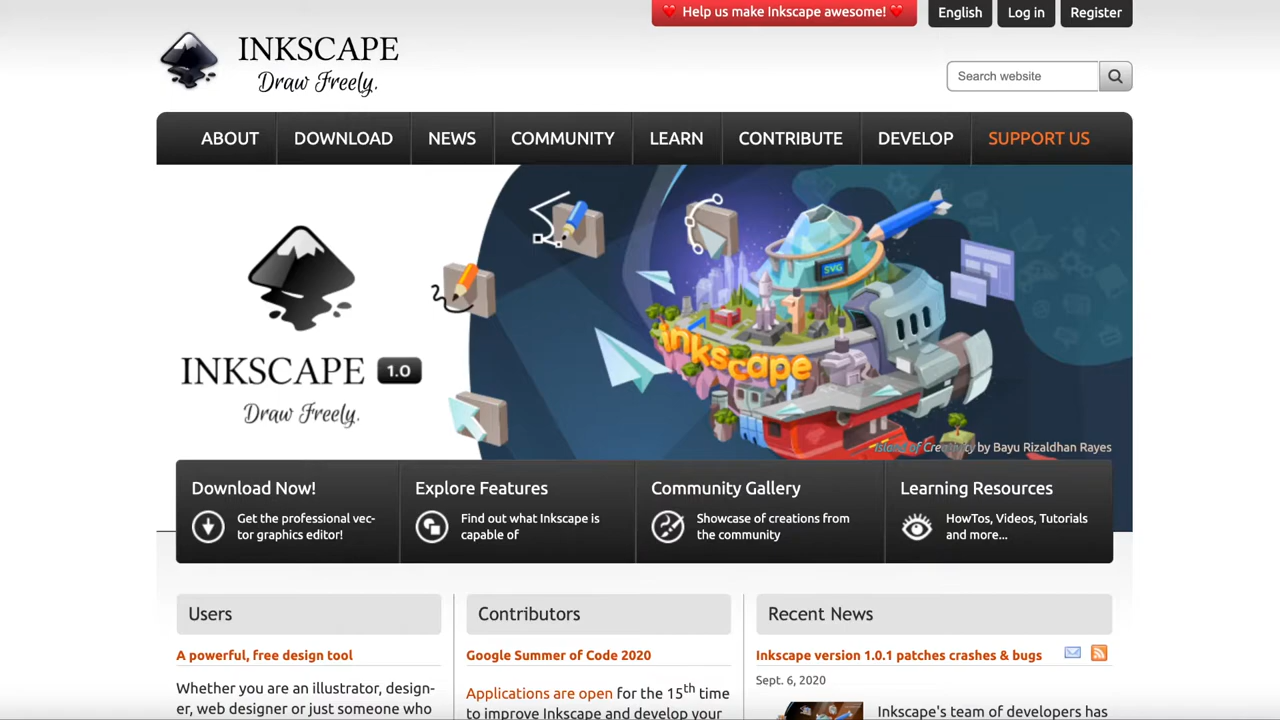 Help us make Inkscape awesome!
English
Log in
Register
INKSCAPE
Draw Freely.
Search website
ABOUT
DOWNLOAD
NEWS
COMMUNITY
LEARN
CONTRIBUTE
DEVELOP
SUPPORT US
SVG
inkscape
INKSCAPE 1.0
Draw Freely.
Island of Creativity by Bayu Rizaldhan Rayes
Download Now!
Get the professional vec-
tor graphics editor!
Explore Features
Find out what Inkscape is
capable of
Community Gallery
Showcase of creations from
the community
Learning Resources
HowTos, Videos, Tutorials
and more...
Users
A powerful, free design tool
Whether you are an illustrator, design-
er, web designer or just someone who
Contributors
Google Summer of Code 2020
Applications are open for the 15th time
to improve Inkscape and develop your
Recent News
Inkscape version 1.0.1 patches crashes & bugs
Sept. 6, 2020
Inkscape's team of developers has